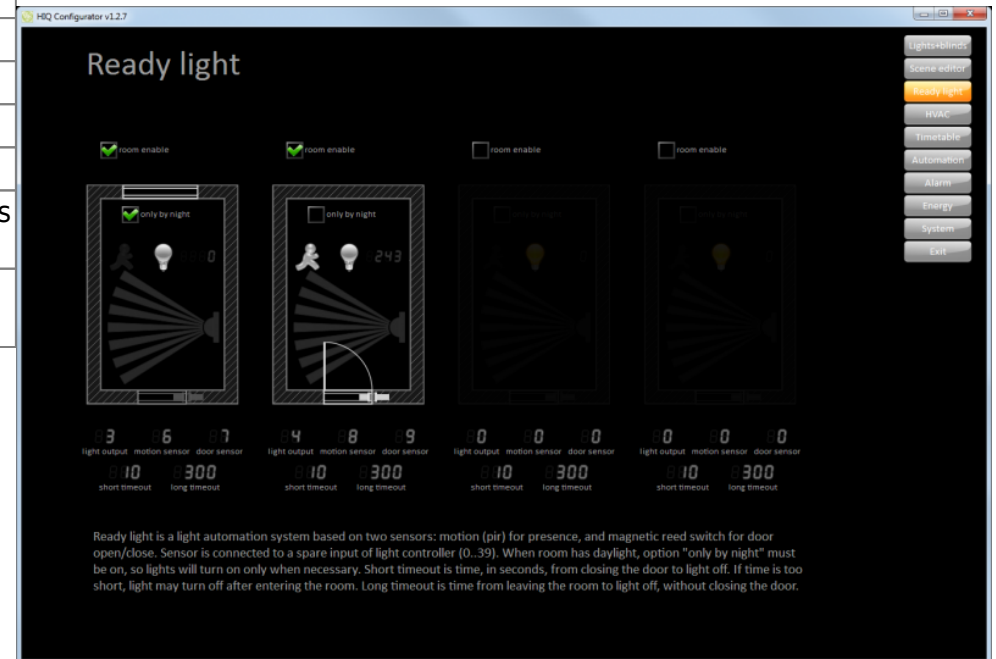 HIQ Configurator v1.2.7
Ready light
Lights+blinds
Scene editor
Ready light
HVAC
Timetable
Automation
Alarm
Energy
System
Exit
s
room enable room enable room enable room enable
only by night only by night only by night only by night
0 243
3 6 7 4 8 9 0 0 0 0 0 0
light output motion sensor door sensor light output motion sensor door sensor light output motion sensor door sensor light output motion sensor door sensor
10 300 10 300 10 300 10 300
short timeout long timeout short timeout long timeout short timeout long timeout short timeout long timeout
Ready light is a light automation system based on two sensors: motion (pir) for presence, and magnetic reed switch for door
open/close. Sensor is connected to a spare input of light controller (0..39). When room has daylight, option "only by night" must
be on, so lights will turn on only when necessary. Short timeout is time, in seconds, from closing the door to light off. If time is too
short, light may turn off after entering the room. Long timeout is time from leaving the room to light off, without closing the door.